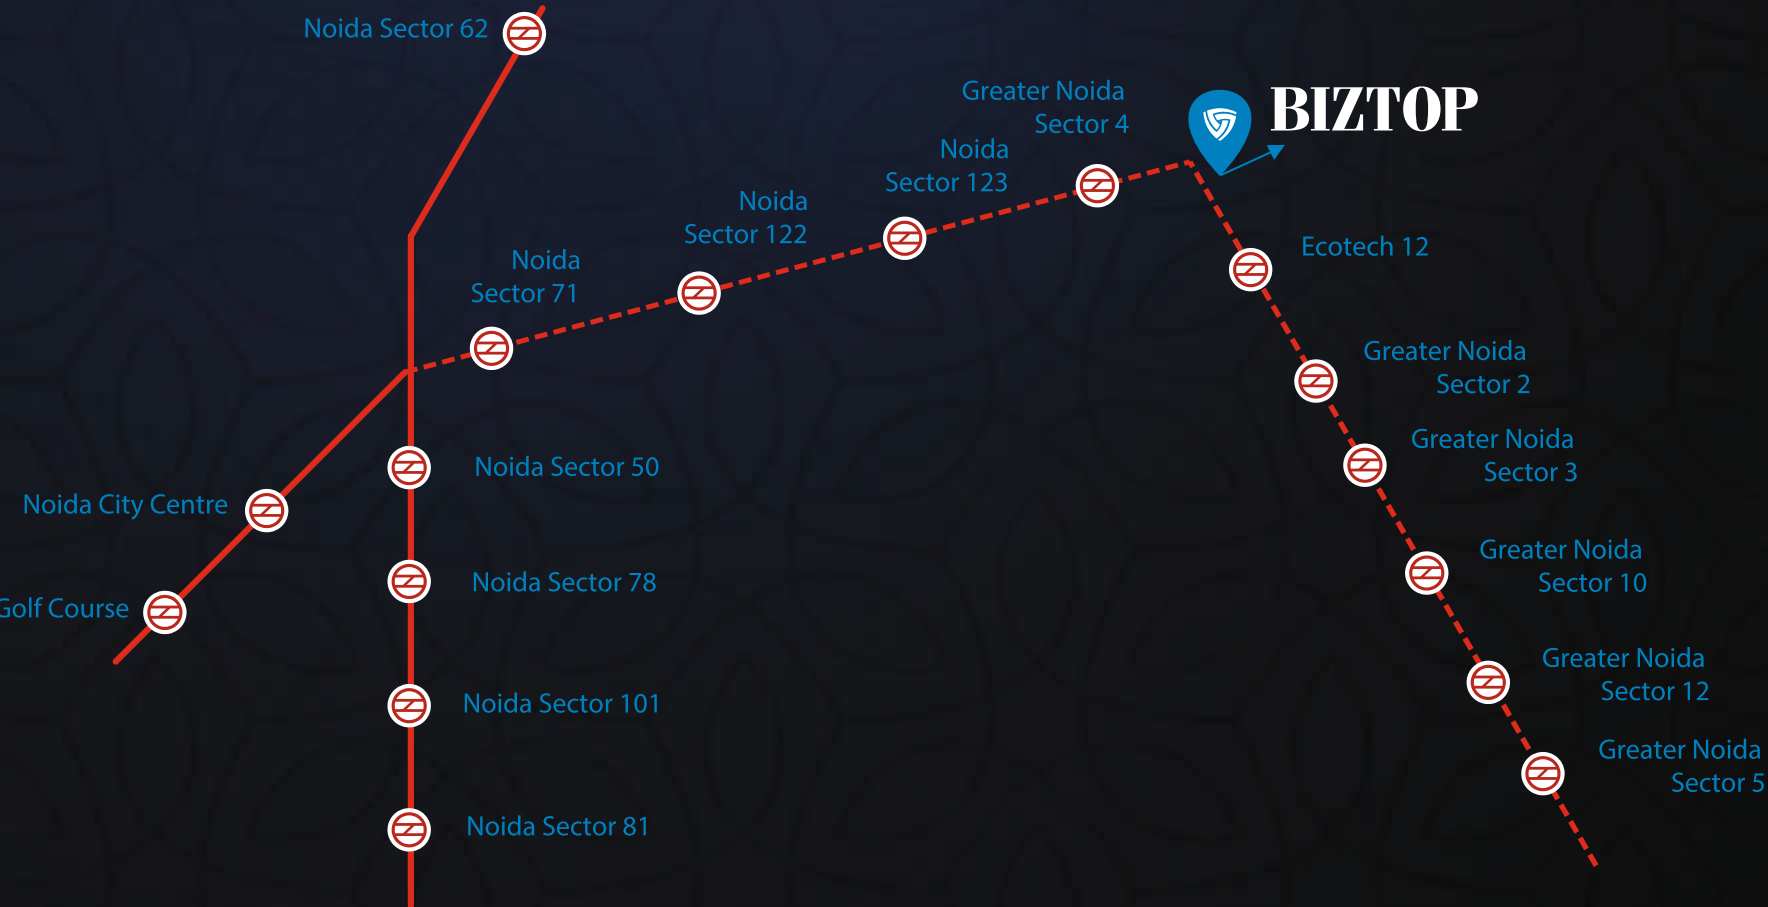 Noida Sector 62
Greater Noida
Sector 4
BIZTOP
Noida
Sector 123
Noida
Sector 122
Noida
Sector 71
Ecotech 12
Greater Noida
Sector 2
Greater Noida
Sector 3
Noida Sector 50
Noida City Centre
Greater Noida
Sector 10
Noida Sector 78
Golf Course
Greater Noida
Sector 12
Noida Sector 101
Greater Noida
Sector 5
Noida Sector 81